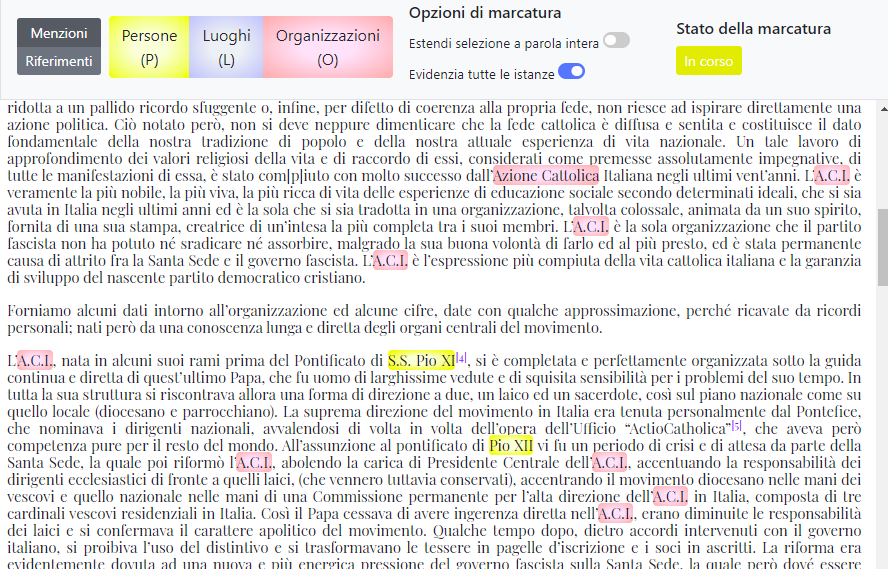 Menzioni
Riferimenti
Persone
(P)
Luoghi
(L)
Organizzazioni
(O)
Opzioni di marcatura
Estendi selezione a parola intera
Evidenzia tutte le istanze
Stato della marcatura
In corso
ridotta a un pallido ricordo sfuggente o, infine, per difetto di coerenza alla propria fede, non riesce ad ispirare direttamente una
azione politica. Ciò notato però, non si deve neppure dimenticare che la fede cattolica è diffusa e sentita e costituisce il dato
fondamentale della nostra tradizione di popolo e della nostra attuale esperienza di vita nazionale. Un tale lavoro di
approfondimento dei valori religiosi della vita e di raccordo di essi, considerati come premesse assolutamente impegnative, di
tutte le manifestazioni di essa, è stato com[p]iuto con molto successo dall'Azione Cattolica Italiana negli ultimi vent'anni. L'A.C.I. è
veramente la più nobile, la più viva, la più ricca di vita delle esperienze di educazione sociale secondo determinati ideali, che si sia
avuta in Italia negli ultimi anni ed è la sola che si sia tradotta in una organizzazione, talvolta colossale, animata da un suo spirito,
fornita di una sua stampa, creatrice di un'intesa la più completa tra i suoi membri. L'A.C.I. è la sola organizzazione che il partito
fascista non ha potuto né sradicare né assorbire, malgrado la sua buona volontà di farlo ed al più presto, ed è stata permanente
causa di attrito fra la Santa Sede e il governo fascista. L'A.C.I. è l'espressione più compiuta della vita cattolica italiana e la garanzia
di sviluppo del nascente partito democratico cristiano.
Forniamo alcuni dati intorno all'organizzazione ed alcune cifre, date con qualche approssimazione, perché ricavate da ricordi
personali; nati però da una conoscenza lunga e diretta degli organi centrali del movimento.
L'A.C.I., nata in alcuni suoi rami prima del Pontificato di S.S. Pio XI[4], si è completata e perfettamente organizzata sotto la guida
continua e diretta di quest'ultimo Papa, che fu uomo di larghissime vedute e di squisita sensibilità per i problemi del suo tempo. In
tutta la sua struttura si riscontrava allora una forma di direzione a due, un laico ed un sacerdote, così sul piano nazionale come su
quello locale (diocesano e parrocchiano). La suprema direzione del movimento in Italia era tenuta personalmente dal Pontefice,
che nominava i dirigenti nazionali, avvalendosi di volta in volta dell'opera dell'Ufficio “ActioCatholica”[5], che aveva però
competenza pure per il resto del mondo. All'assunzione al pontificato di Pio XII vi fu un periodo di crisi e di attesa da parte della
Santa Sede, la quale poi riformò l'A.C.I., abolendo la carica di Presidente Centrale dell'A.C.I., accentuando la responsabilità dei
dirigenti ecclesiastici di fronte a quelli laici, (che vennero tuttavia conservati), accentrando il movimento diocesano nelle mani dei
vescovi e quello nazionale nelle mani di una Commissione permanente per l'alta direzione dell'A.C.I. in Italia, composta di tre
cardinali vescovi residenziali in Italia. Così il Papa cessava di avere ingerenza diretta nell'A.C.I., erano diminuite le responsabilità
dei laici e si confermava il carattere apolitico del movimento. Qualche tempo dopo, dietro accordi intervenuti con il governo
italiano, si proibiva l'uso del distintivo e si trasformavano le tessere in pagelle d'iscrizione e i soci in ascritti. La riforma era
evidentemente dovuta ad una nuova e più energica pressione del governo fascista sulla Santa Sede, la quale però dové essere